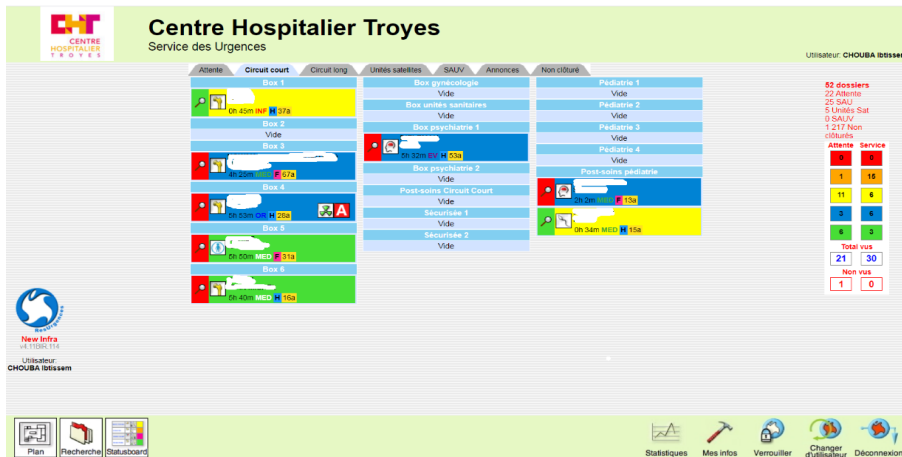 CENTRE
HOSPITALIER
TROYES
Centre Hospitalier Troyes
Service des Urgences
Utilisateur: CHOUBA Ibtissem
Attente Circuit court Circuit long Unités satellites SAUV Annonces Non clôturé
Box 1
0h 45m INF H 37a
Box 2
Vide
Box 3
4h 25m MED F 67a
Box 4
5h 53m OR H 28a A
Box 5
5h 50m MED F 31a
Box 6
5h 40m MED H 16a
Box gynécologie
Vide
Box unités sanitaires
Vide
Box psychiatrie 1
6h 32m EV H 53a
Box psychiatrie 2
Vide
Post-soins Circuit Court
Vide
Sécurisée 1
Vide
Sécurisée 2
Vide
Pédiatrie 1
Vide
Pédiatrie 2
Vide
Pédiatrie 3
Vide
Pédiatrie 4
Vide
Post-soins pédiatrie
2h 2m MED F 13a
0h 34m MED H 15a
52 dossiers
22 Attente
25 SAU
5 Unités Sat
0 SAUV
1 217 Non
clôturés
Attente Service
0 0
1 15
11 6
3 6
6 3
Total vus
21 30
Non vus
1 0
ResUrgences
New Infra
v4.11BIR.114
Utilisateur:
CHOUBA Ibtissem
Plan Recherche Statusboard
Statistiques Mes infos Verrouiller Changer d'utilisateur Déconnexion